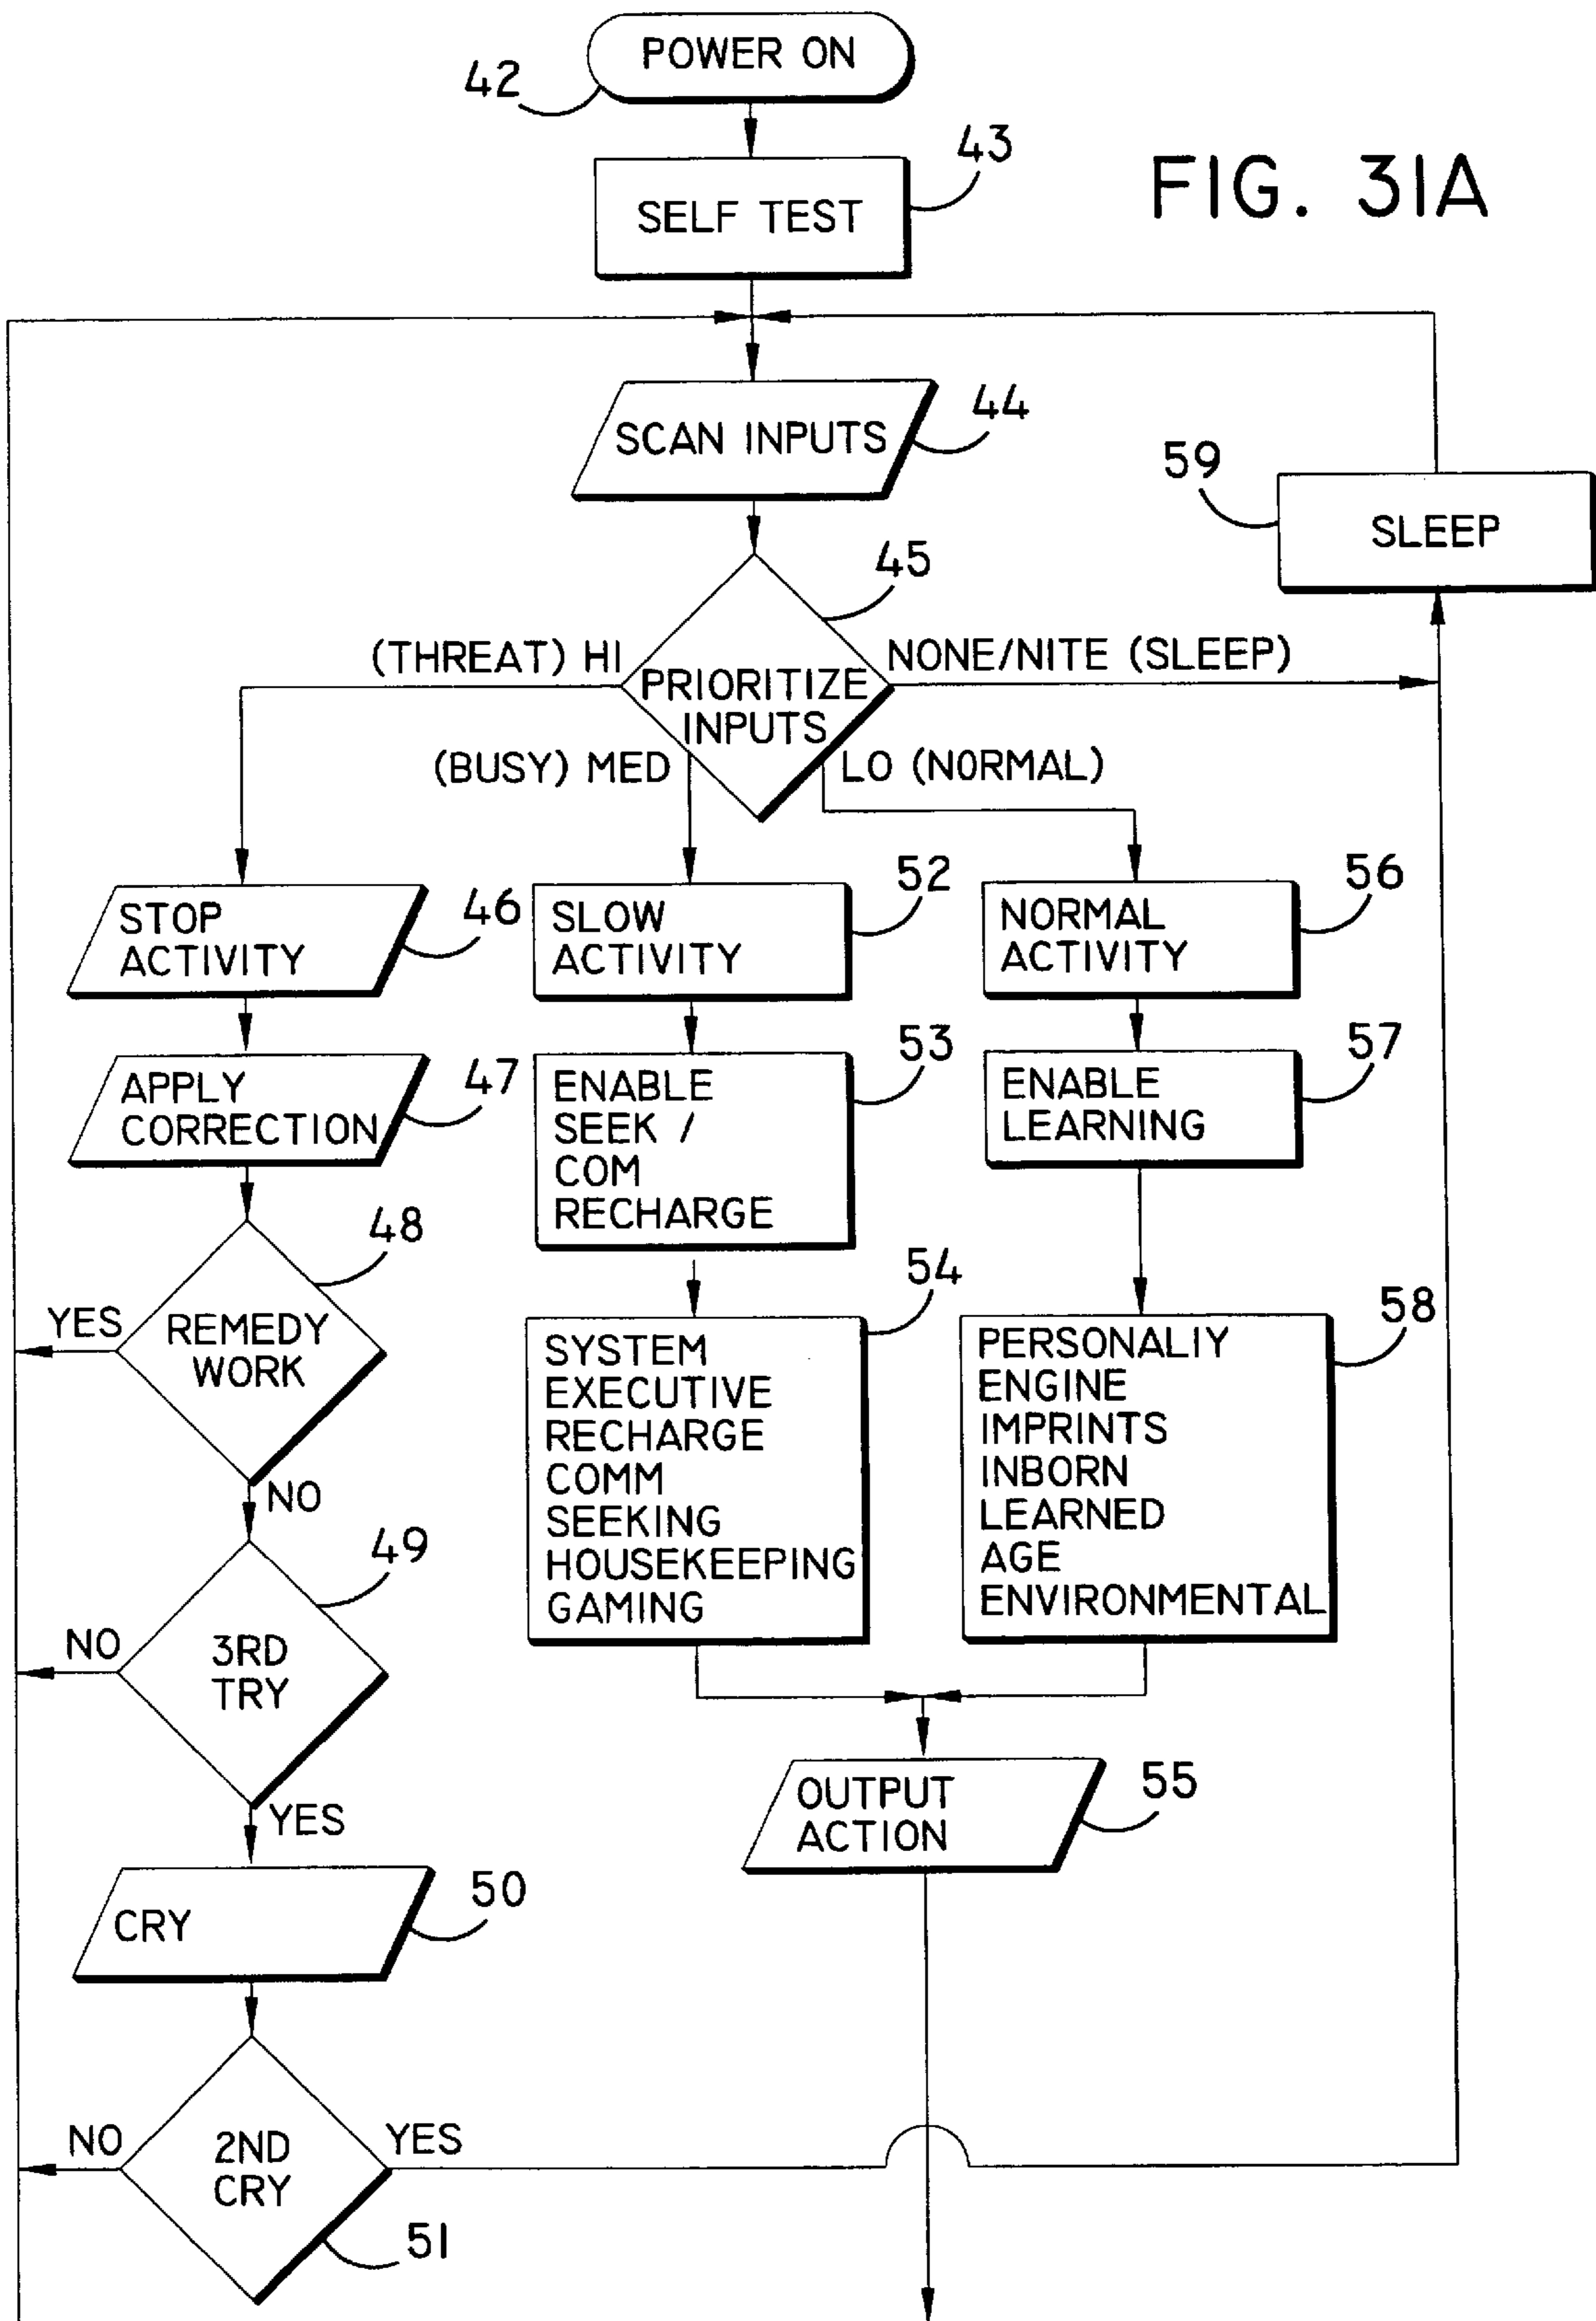 POWER ON
42
43
FIG. 31A
SELF TEST
SCAN INPUTS
44
59
SLEEP
45
(THREAT) HI
NONE/NITE (SLEEP)
PRIORITIZE
INPUTS
(BUSY) MED
LO (NORMAL)
STOP
ACTIVITY
46
SLOW
ACTIVITY
52
NORMAL
ACTIVITY
56
APPLY
CORRECTION
47
ENABLE
SEEK /
COM
RECHARGE
53
ENABLE
LEARNING
57
48
YES
REMEDY
WORK
NO
54
SYSTEM
EXECUTIVE
RECHARGE
COMM
SEEKING
HOUSEKEEPING
GAMING
58
PERSONALIY
ENGINE
IMPRINTS
INBORN
LEARNED
AGE
ENVIRONMENTAL
49
NO
3RD
TRY
YES
OUTPUT
ACTION
55
CRY
50
NO
2ND
CRY
YES
51